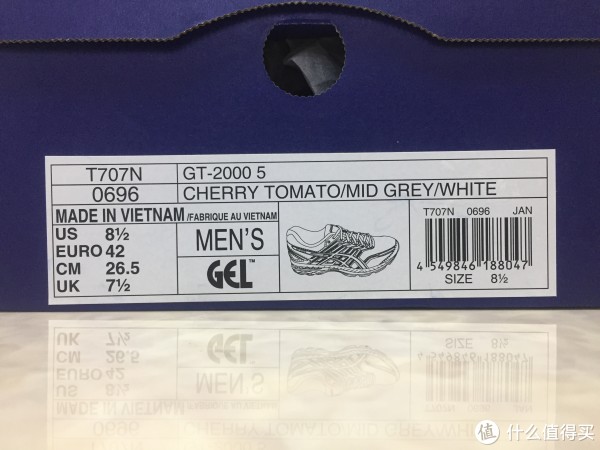 T707N GT-2000 5
0696 CHERRY TOMATO/MID GREY/WHITE
MADE IN VIETNAM /FABRIQUE AU VIETNAM
US 8½
EURO 42
CM 26.5
UK 7½
MEN'S
GEL™
T707N 0696 JAN
4 549846 188047
SIZE 8½
值 什么值得买